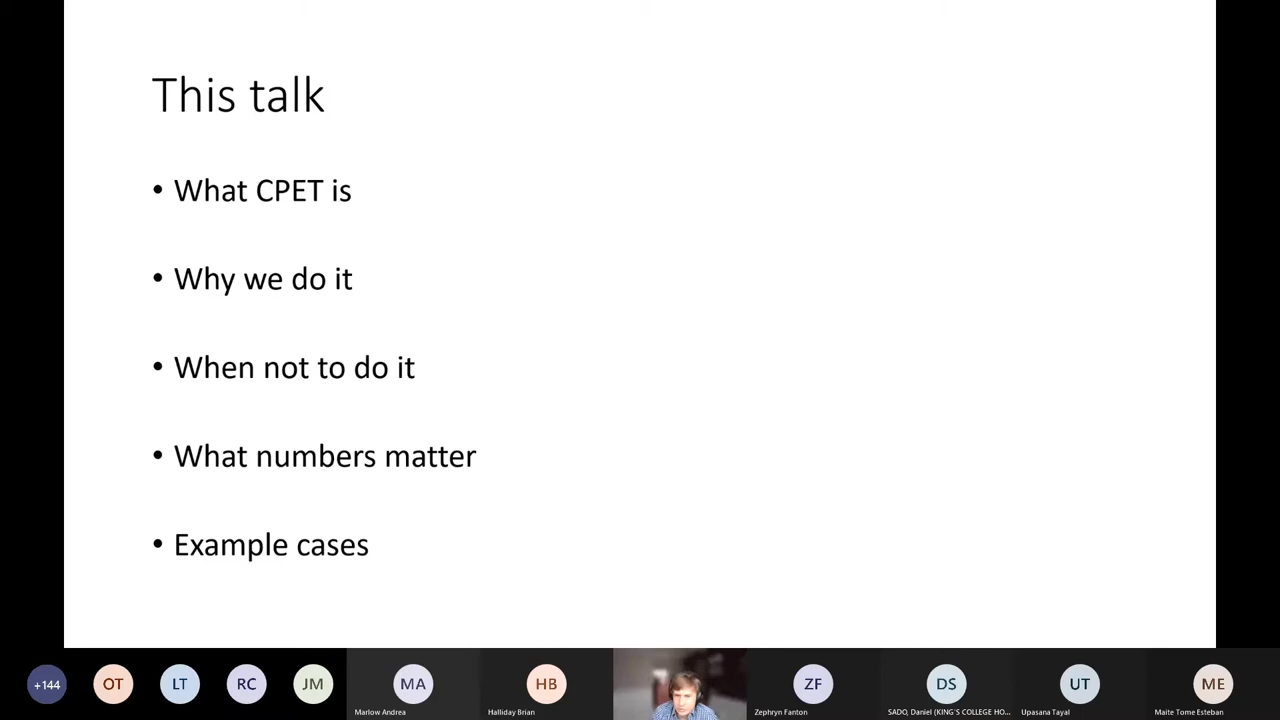 This talk
• What CPET is
• Why we do it
• When not to do it
• What numbers matter
• Example cases
+144
OT
LT
RC
JM
MA
Marlow Andrea
HB
Halliday Brian
ZF
Zephryn Fanton
DS
SADO, Daniel (KING'S COLLEGE HO...
UT
Upasana Tayal
ME
Maite Tome Esteban